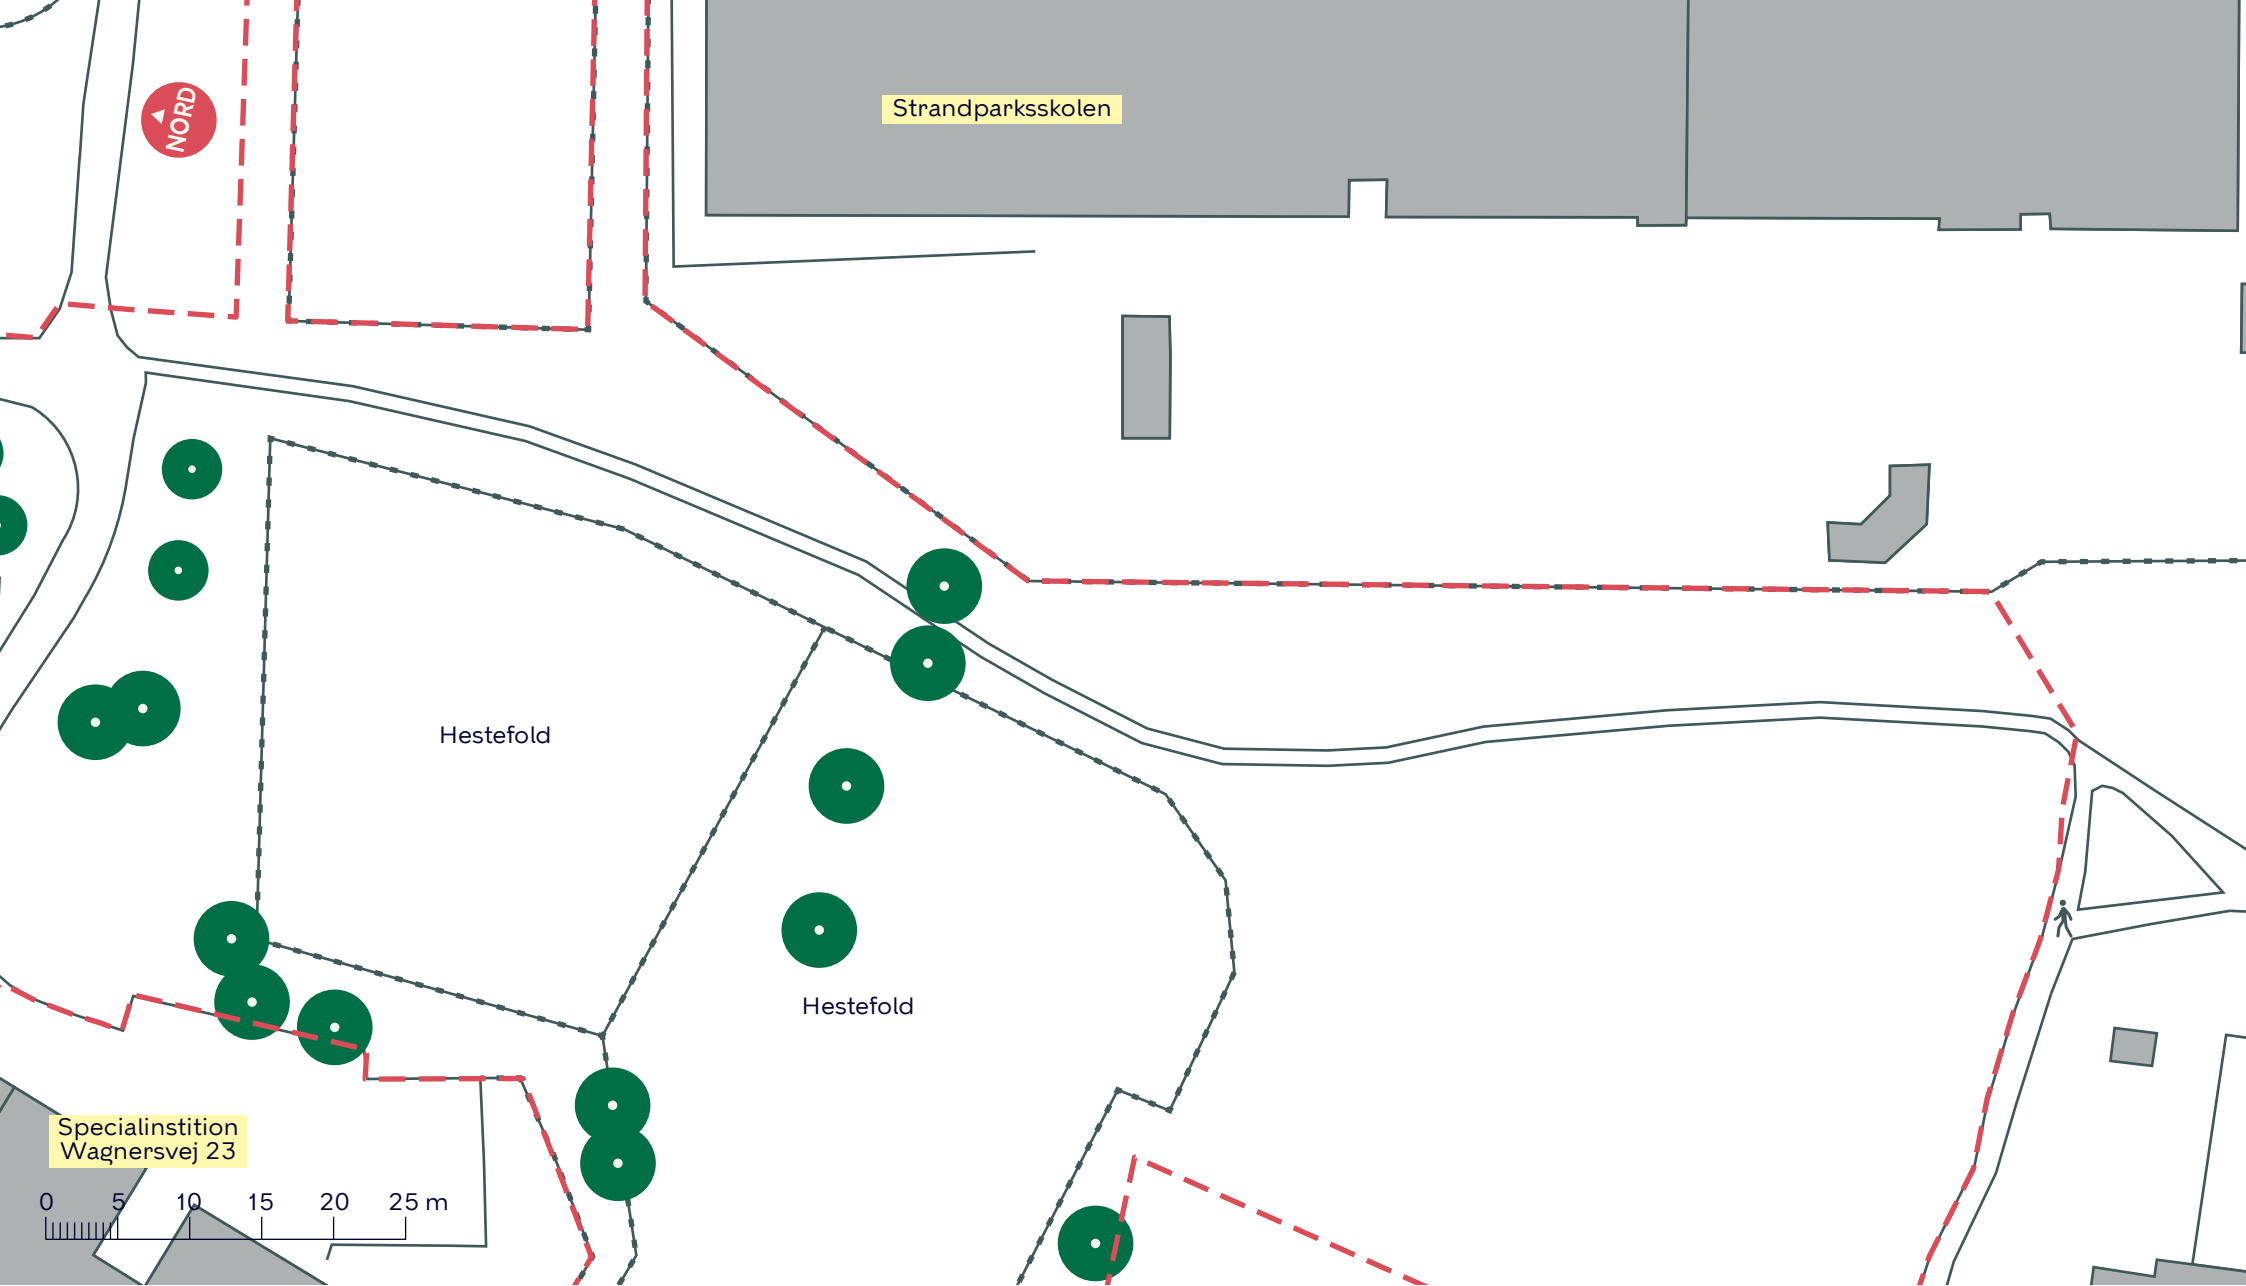 NORD
Strandparksskolen
Hestefold
Hestefold
Specialinstition
Wagnersvej 23
0 5 10 15 20 25 m